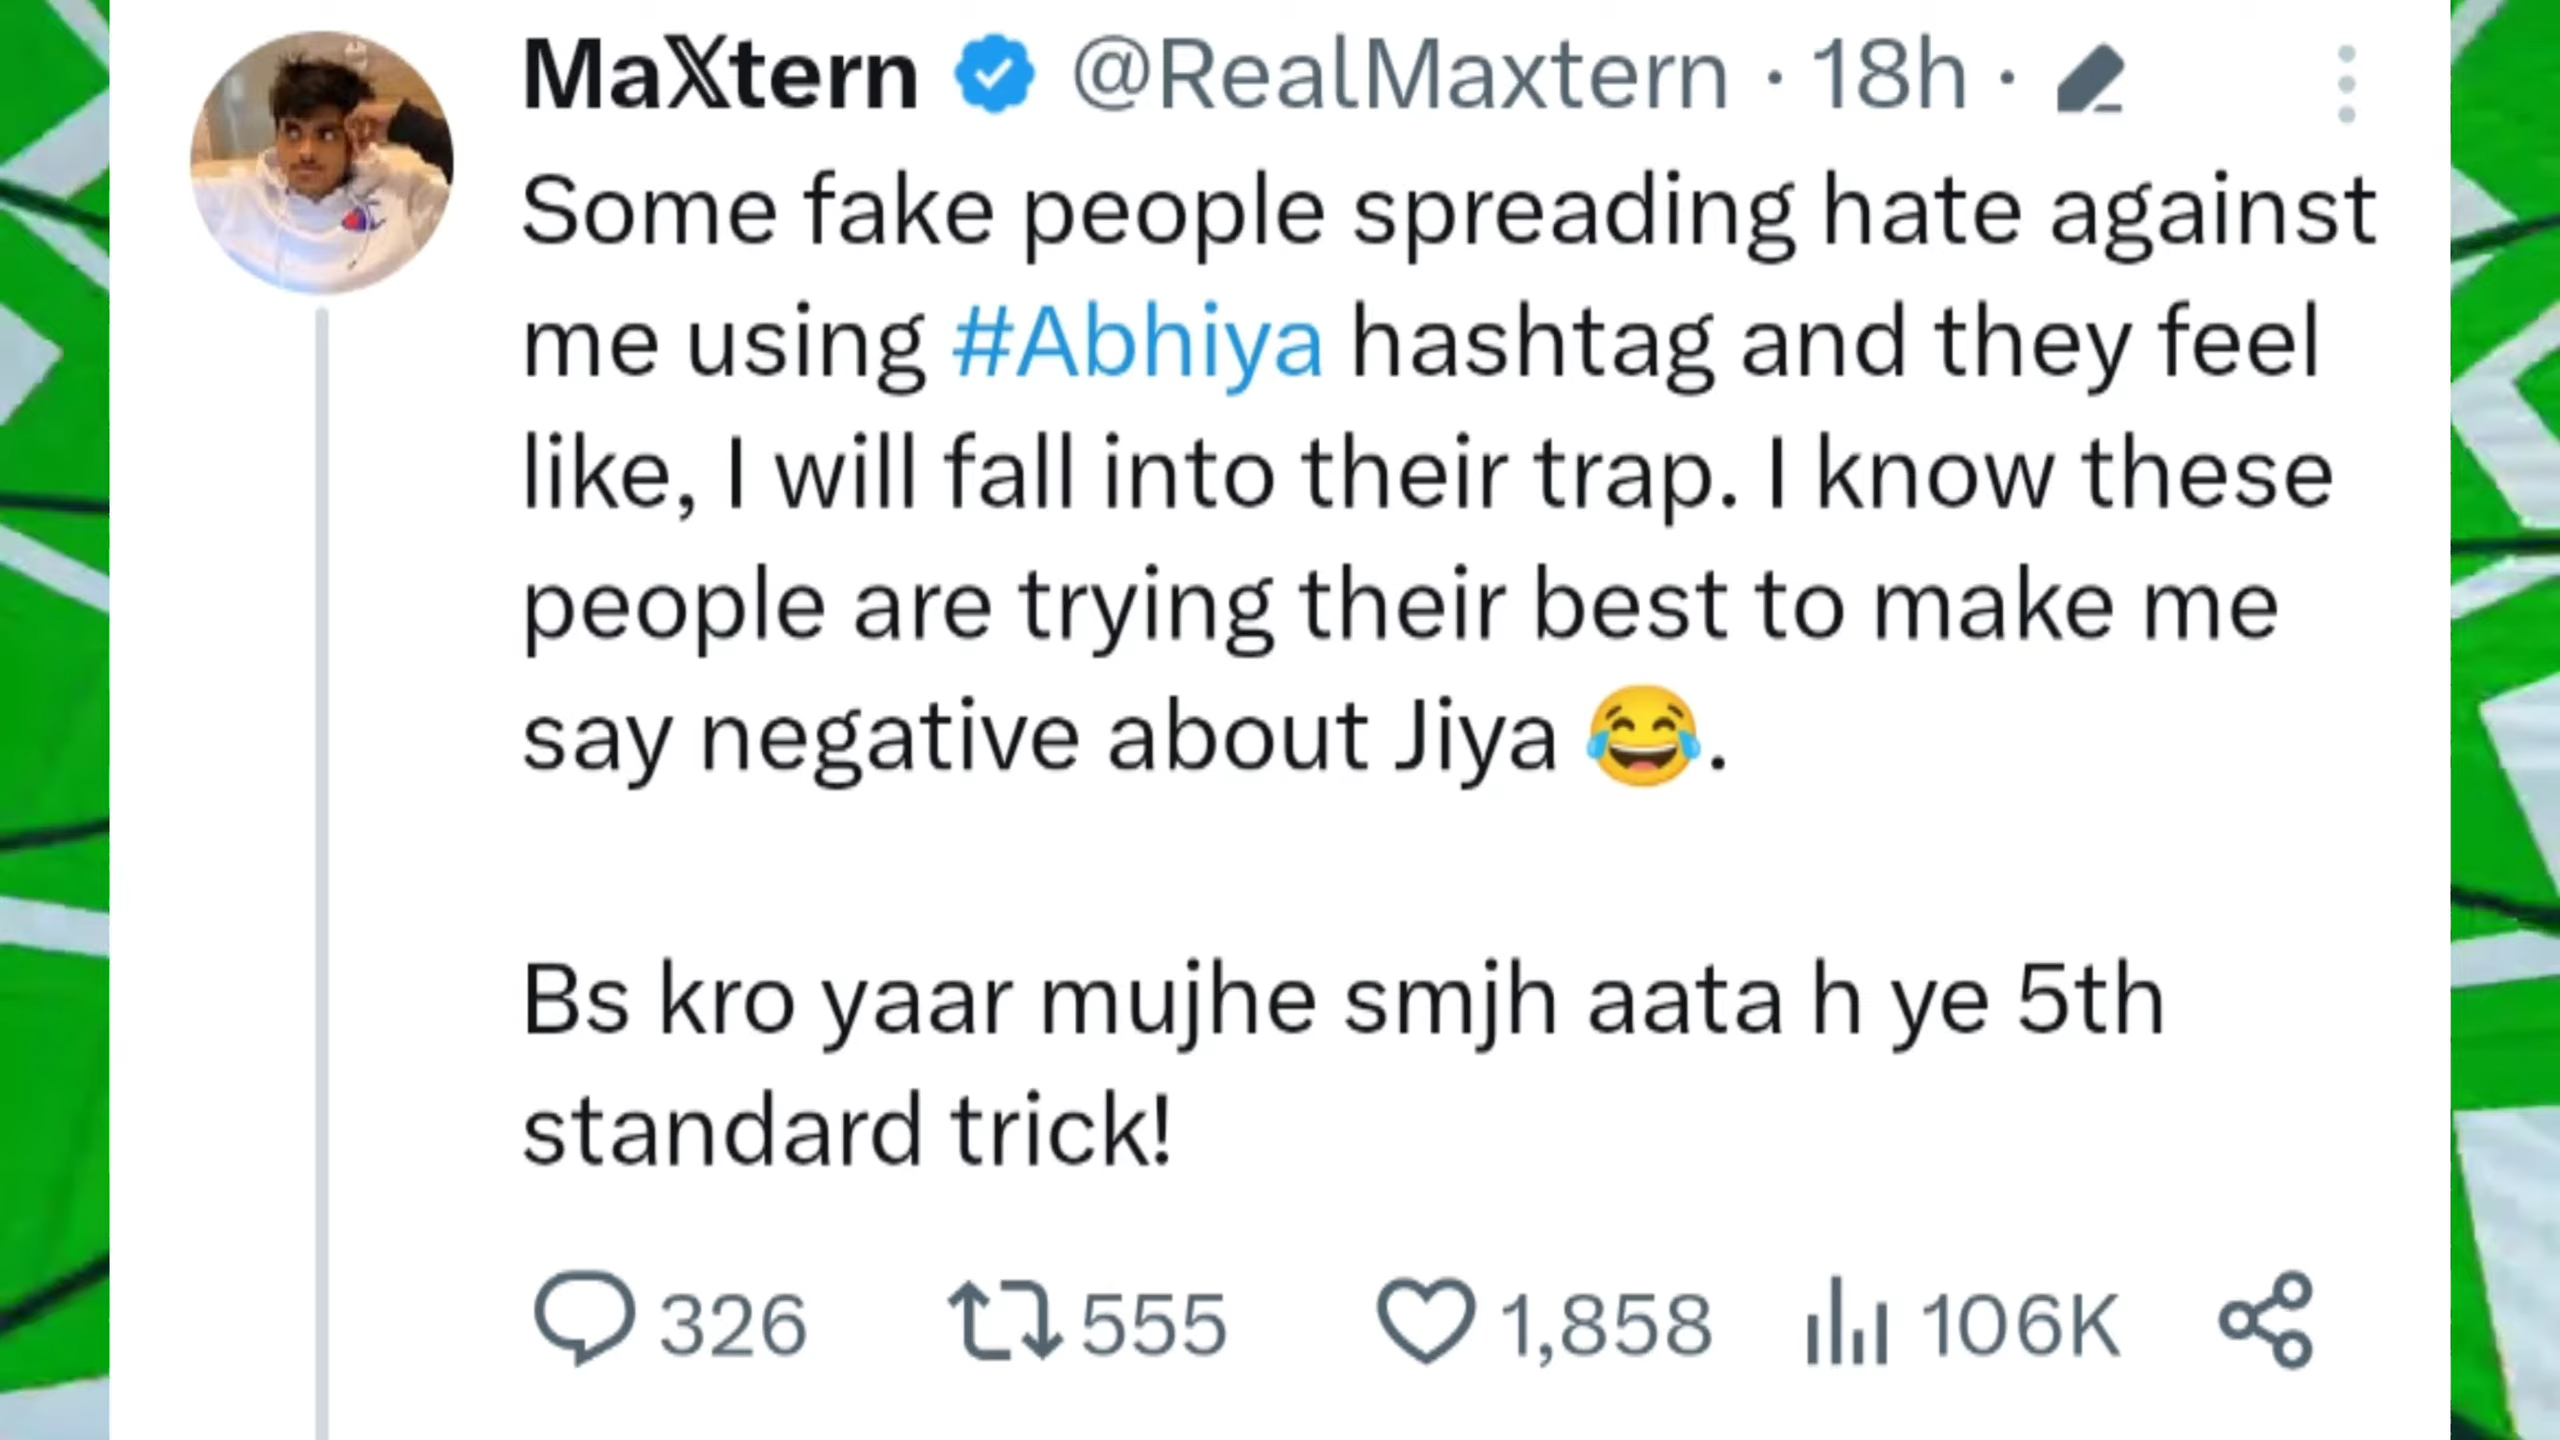 Ma𝕏tern @RealMaxtern · 18h ·
Some fake people spreading hate against
me using #Abhiya hashtag and they feel
like, I will fall into their trap. I know these
people are trying their best to make me
say negative about Jiya 😂.
Bs kro yaar mujhe smjh aata h ye 5th
standard trick!
326 555 1,858 106K